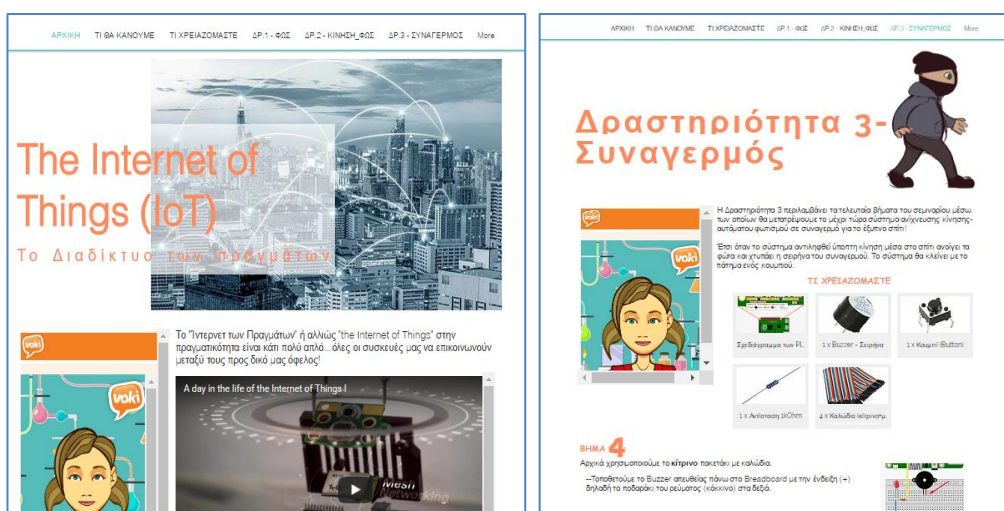 ΑΡΧΙΚΗ ΤΙ ΘΑ ΚΑΝΟΥΜΕ ΤΙ ΧΡΕΙΑΖΟΜΑΣΤΕ ΔΡ.1 - ΦΩΣ ΔΡ.2 - ΚΙΝΗΣΗ_ΦΩΣ ΔΡ.3 - ΣΥΝΑΓΕΡΜΟΣ More
The Internet of
Things (IoT)
Το Διαδίκτυο των πραγμάτων
voki
Το "Ίντερνετ των Πραγμάτων" ή αλλιώς "the Internet of Things" στην
πραγματικότητα είναι κάτι πολύ απλό...όλες οι συσκευές μας να επικοινωνούν
μεταξύ τους προς δικό μας όφελος!
voki
A day in the life of the Internet of Things I
Mesh
Networking
ΑΡΧΙΚΗ ΤΙ ΘΑ ΚΑΝΟΥΜΕ ΤΙ ΧΡΕΙΑΖΟΜΑΣΤΕ ΔΡ.1 - ΦΩΣ ΔΡ.2 - ΚΙΝΗΣΗ_ΦΩΣ ΔΡ.3 - ΣΥΝΑΓΕΡΜΟΣ More
Δραστηριότητα 3-
Συναγερμός
voki
voki
Η Δραστηριότητα 3 περιλαμβάνει τα τελευταία βήματα του σεμιναρίου μέσω
των οποίων θα μετατρέψουμε το μέχρι τώρα σύστημα ανίχνευσης κίνησης-
αυτόματου φωτισμού σε συναγερμό για το έξυπνο σπίτι!
Έτσι όταν το σύστημα αντιληφθεί ύποπτη κίνηση μέσα στο σπίτι ανοίγει τα
φώτα και χτυπάει η σειρήνα του συναγερμού. Το σύστημα θα κλείνει με το
πάτημα ενός κουμπιού.
ΤΙ ΧΡΕΙΑΖΟΜΑΣΤΕ
Σχεδιάγραμμα των PI.
1 x Buzzer - Σειρήνα
1 x Κουμπί (Button)
1 x Αντίσταση 1kOhm
4 x Καλώδια
ΒΗΜΑ 4
Αρχικά χρησιμοποιούμε το κίτρινο πακετάκι με καλώδια.
--Τοποθετούμε το Buzzer απευθείας πάνω στο Breadboard με την ένδειξη (+)
δηλαδή το ποδαράκι του ρεύματος (κόκκινο) στα δεξιά.